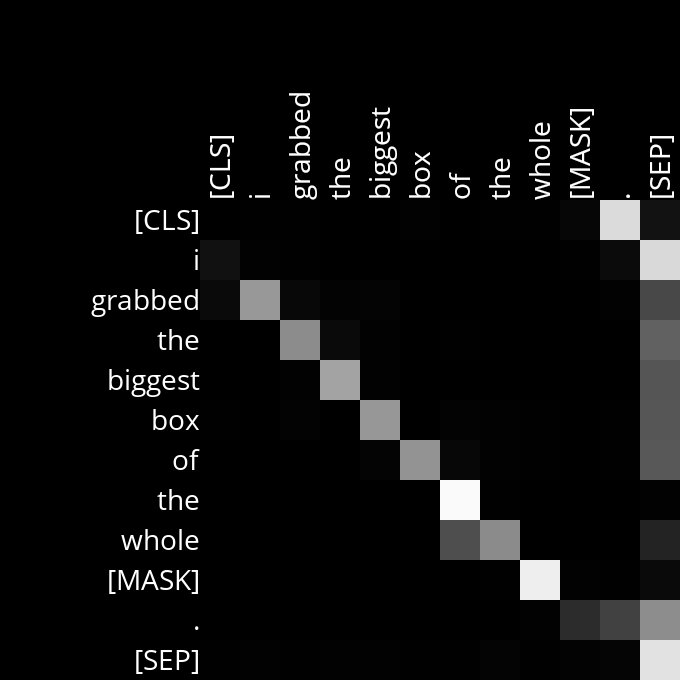 [CLS] i grabbed the biggest box of the whole [MASK] . [SEP]
[CLS]
i
grabbed
the
biggest
box
of
the
whole
[MASK]
.
[SEP]